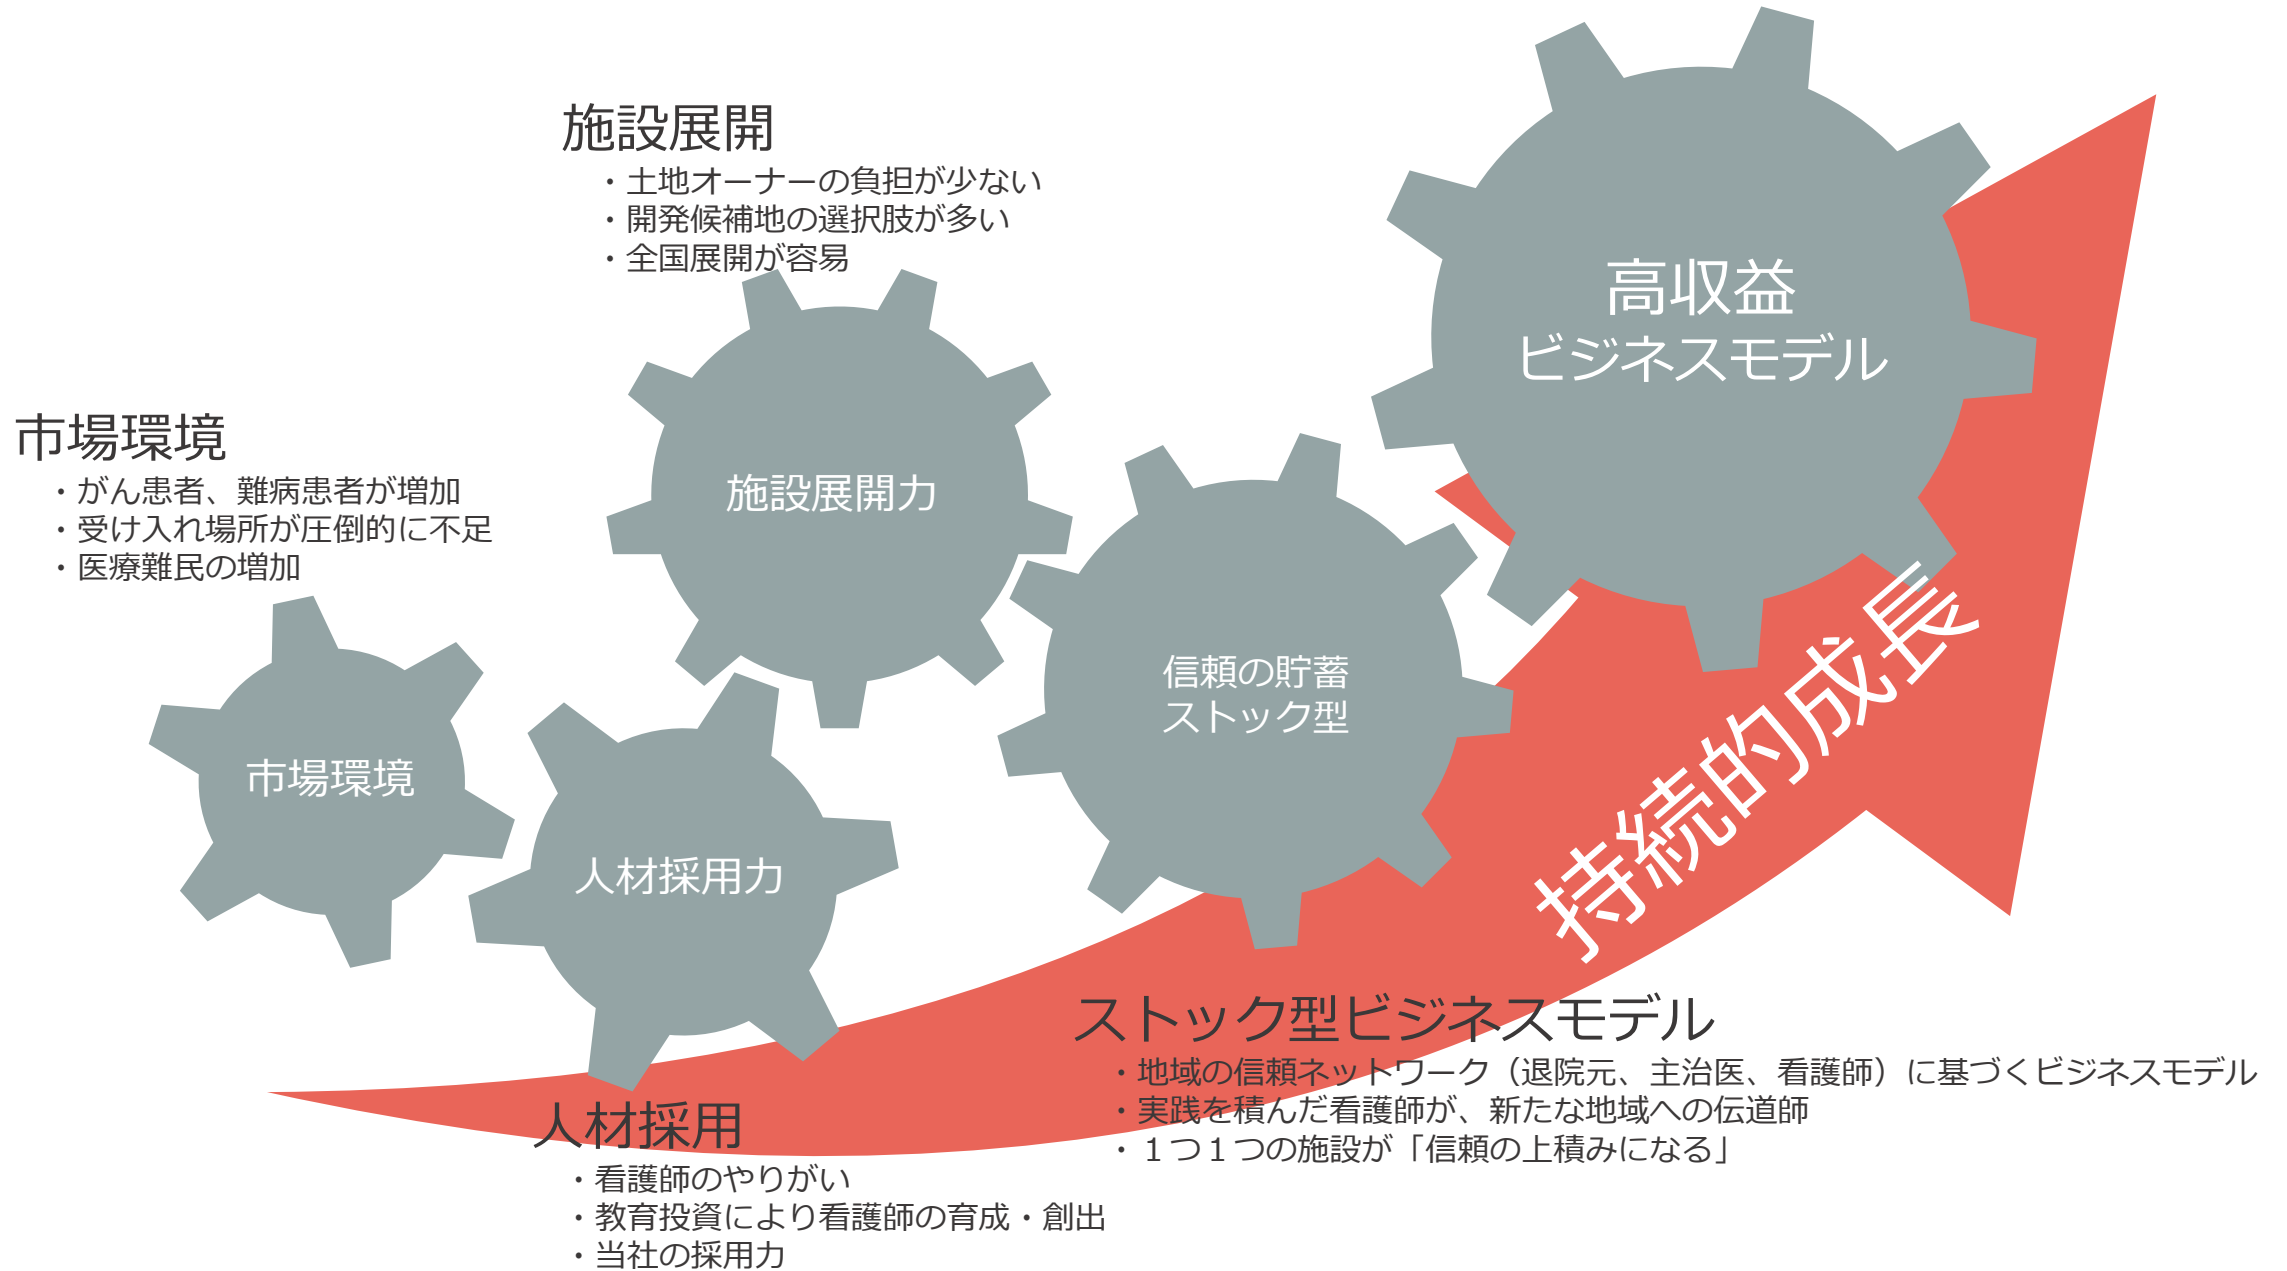 施設展開
・土地オーナーの負担が少ない
・開発候補地の選択肢が多い
・全国展開が容易
高収益
ビジネスモデル
市場環境
・がん患者、難病患者が増加
・受け入れ場所が圧倒的に不足
・医療難民の増加
施設展開力
信頼の貯蓄
ストック型
市場環境
人材採用力
持続的成長
ストック型ビジネスモデル
・地域の信頼ネットワーク（退院元、主治医、看護師）に基づくビジネスモデル
・実践を積んだ看護師が、新たな地域への伝道師
・１つ１つの施設が「信頼の上積みになる」
人材採用
・看護師のやりがい
・教育投資により看護師の育成・創出
・当社の採用力